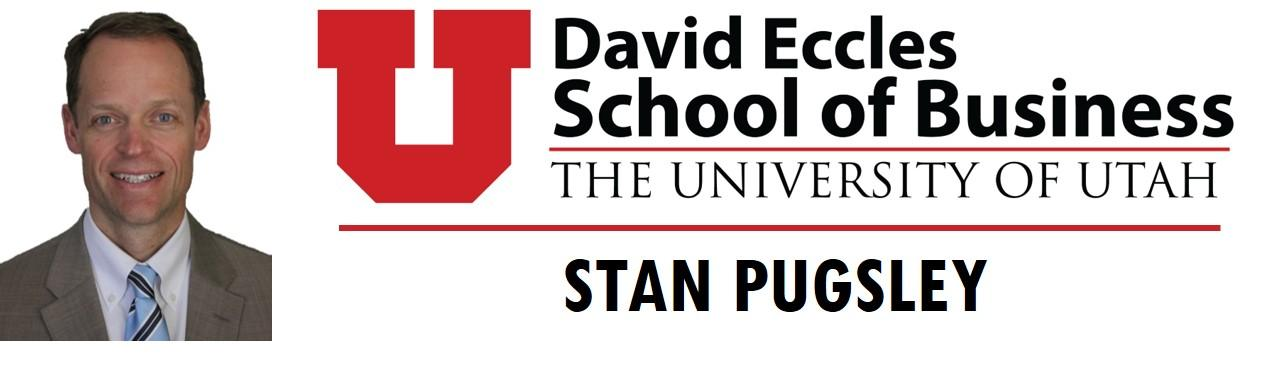 U
David Eccles
School of Business
THE UNIVERSITY OF UTAH
STAN PUGSLEY